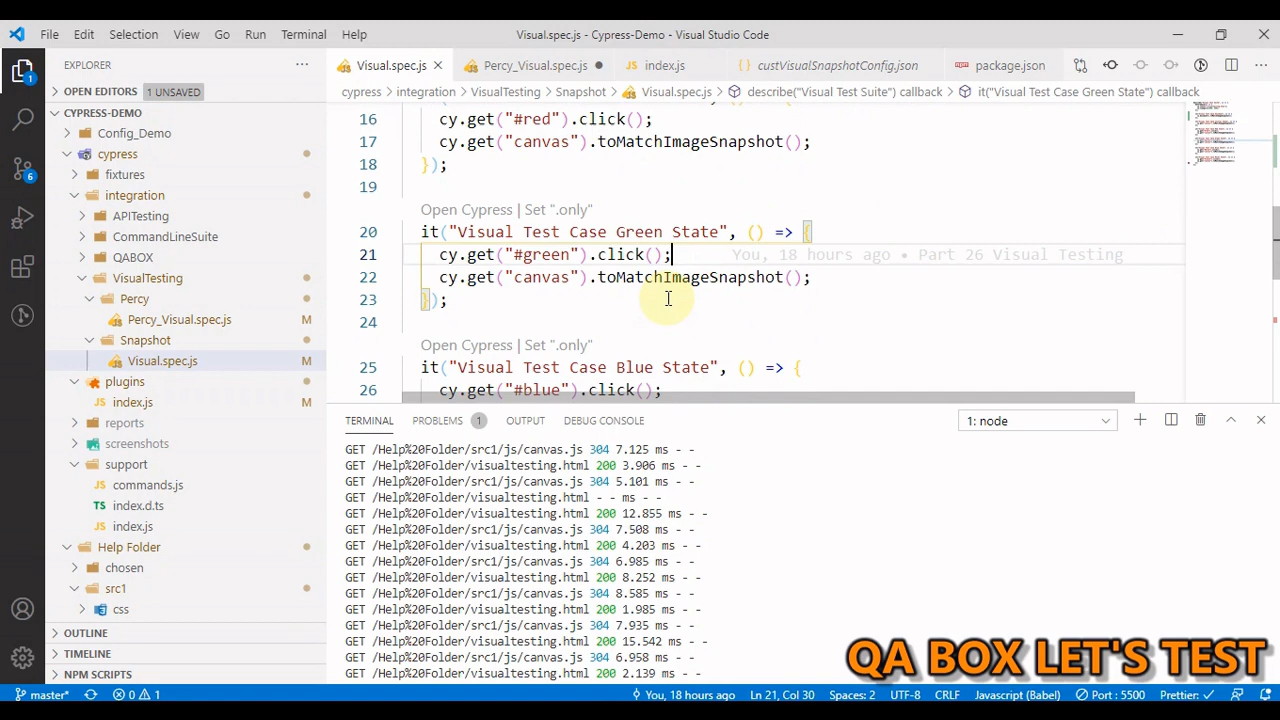 File Edit Selection View Go Run Terminal Help
Visual.spec.js - Cypress-Demo - Visual Studio Code
1
6
EXPLORER
OPEN EDITORS 1 UNSAVED
CYPRESS-DEMO
Config_Demo
cypress
fixtures
integration
APITesting
CommandLineSuite
QABOX
VisualTesting
Percy
Percy_Visual.spec.js M
Snapshot
Visual.spec.js M
plugins
index.js M
reports
screenshots
support
commands.js
index.d.ts
index.js
Help Folder
chosen
src1
css
OUTLINE
TIMELINE
NPM SCRIPTS
Visual.spec.js
Percy_Visual.spec.js
JS index.js
{} custVisualSnapshotConfig.json
package.json
cypress > integration > VisualTesting > Snapshot > Visual.spec.js > describe("Visual Test Suite") callback > it("Visual Test Case Green State") callback
16 cy.get("#red").click();
17 cy.get("canvas").toMatchImageSnapshot();
18 });
19
Open Cypress | Set ".only"
20 it("Visual Test Case Green State", () => {
21 cy.get("#green").click(); You, 18 hours ago • Part 26 Visual Testing
22 cy.get("canvas").toMatchImageSnapshot();
23 });
24
Open Cypress | Set ".only"
25 it("Visual Test Case Blue State", () => {
26 cy.get("#blue").click();
TERMINAL PROBLEMS 1 OUTPUT DEBUG CONSOLE
1: node
GET /Help%20Folder/src1/js/canvas.js 304 7.125 ms - -
GET /Help%20Folder/visualtesting.html 200 3.906 ms - -
GET /Help%20Folder/src1/js/canvas.js 304 5.101 ms - -
GET /Help%20Folder/visualtesting.html - - ms - -
GET /Help%20Folder/visualtesting.html 200 12.855 ms - -
GET /Help%20Folder/src1/js/canvas.js 304 7.508 ms - -
GET /Help%20Folder/visualtesting.html 200 4.203 ms - -
GET /Help%20Folder/src1/js/canvas.js 304 6.985 ms - -
GET /Help%20Folder/visualtesting.html 200 8.252 ms - -
GET /Help%20Folder/src1/js/canvas.js 304 8.585 ms - -
GET /Help%20Folder/visualtesting.html 200 1.985 ms - -
GET /Help%20Folder/src1/js/canvas.js 304 7.935 ms - -
GET /Help%20Folder/visualtesting.html 200 15.542 ms - -
GET /Help%20Folder/src1/js/canvas.js 304 6.958 ms - -
GET /Help%20Folder/visualtesting.html 200 2.139 ms - -
QA BOX LET'S TEST
master* 0 1 You, 18 hours ago Ln 21, Col 30 Spaces: 2 UTF-8 CRLF Javascript (Babel) Port : 5500 Prettier: ✓